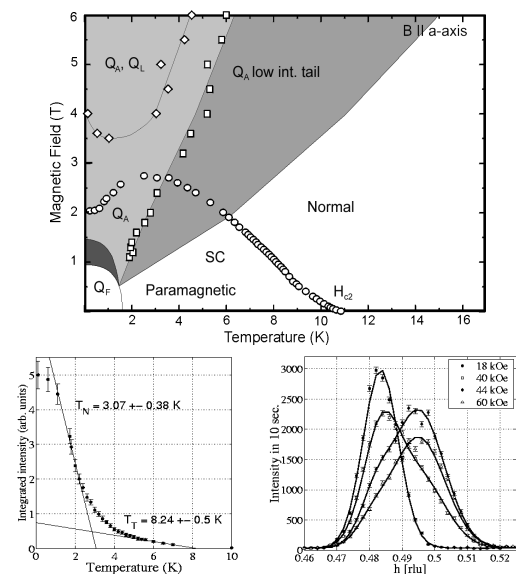 6
B II a-axis
Q_A, Q_L
Q_A low int. tail
5
4
3
Magnetic Field (T)
Normal
2
Q_A
SC
1
Q_F
Paramagnetic
H_c2
2 4 6 8 10 12 14 16
Temperature (K)
5
4
3
2
1
0
Integrated intensity (arb. units)
T_N = 3.07 +− 0.38 K
T_T = 8.24 +− 0.5 K
0 2 4 6 8 10
Temperature (K)
3000
2500
2000
1500
1000
500
0
Intensity in 10 sec.
18 kOe
40 kOe
44 kOe
60 kOe
0.46 0.47 0.48 0.49 0.5 0.51 0.52
h [rlu]